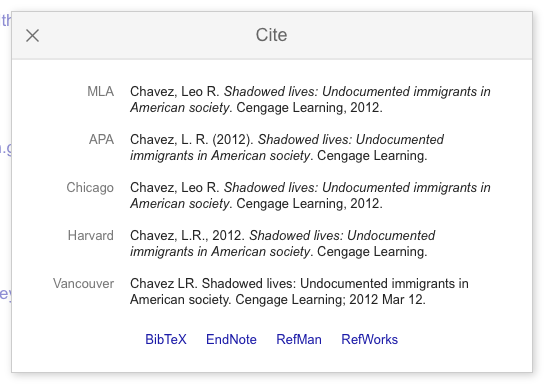 Cite
MLA
Chavez, Leo R. Shadowed lives: Undocumented immigrants in
American society. Cengage Learning, 2012.
APA
Chavez, L. R. (2012). Shadowed lives: Undocumented
immigrants in American society. Cengage Learning.
Chicago
Chavez, Leo R. Shadowed lives: Undocumented immigrants in
American society. Cengage Learning, 2012.
Harvard
Chavez, L.R., 2012. Shadowed lives: Undocumented
immigrants in American society. Cengage Learning.
Vancouver
Chavez LR. Shadowed lives: Undocumented immigrants in
American society. Cengage Learning; 2012 Mar 12.
BibTeX EndNote RefMan RefWorks